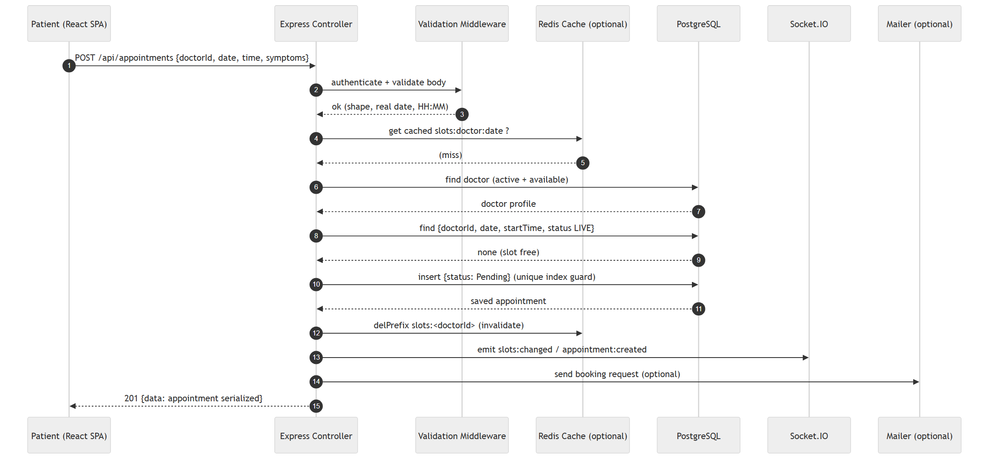 Patient (React SPA)
Express Controller
Validation Middleware
Redis Cache (optional)
PostgreSQL
Socket.IO
Mailer (optional)
POST /api/appointments {doctorId, date, time, symptoms}
1
authenticate + validate body
2
ok (shape, real date, HH:MM)
3
get cached slots:doctor:date ?
4
(miss)
5
find doctor (active + available)
6
doctor profile
7
find {doctorId, date, startTime, status LIVE}
8
none (slot free)
9
insert {status: Pending} (unique index guard)
10
saved appointment
11
delPrefix slots:<doctorId> (invalidate)
12
emit slots:changed / appointment:created
13
send booking request (optional)
14
201 {data: appointment serialized}
15
Patient (React SPA)
Express Controller
Validation Middleware
Redis Cache (optional)
PostgreSQL
Socket.IO
Mailer (optional)